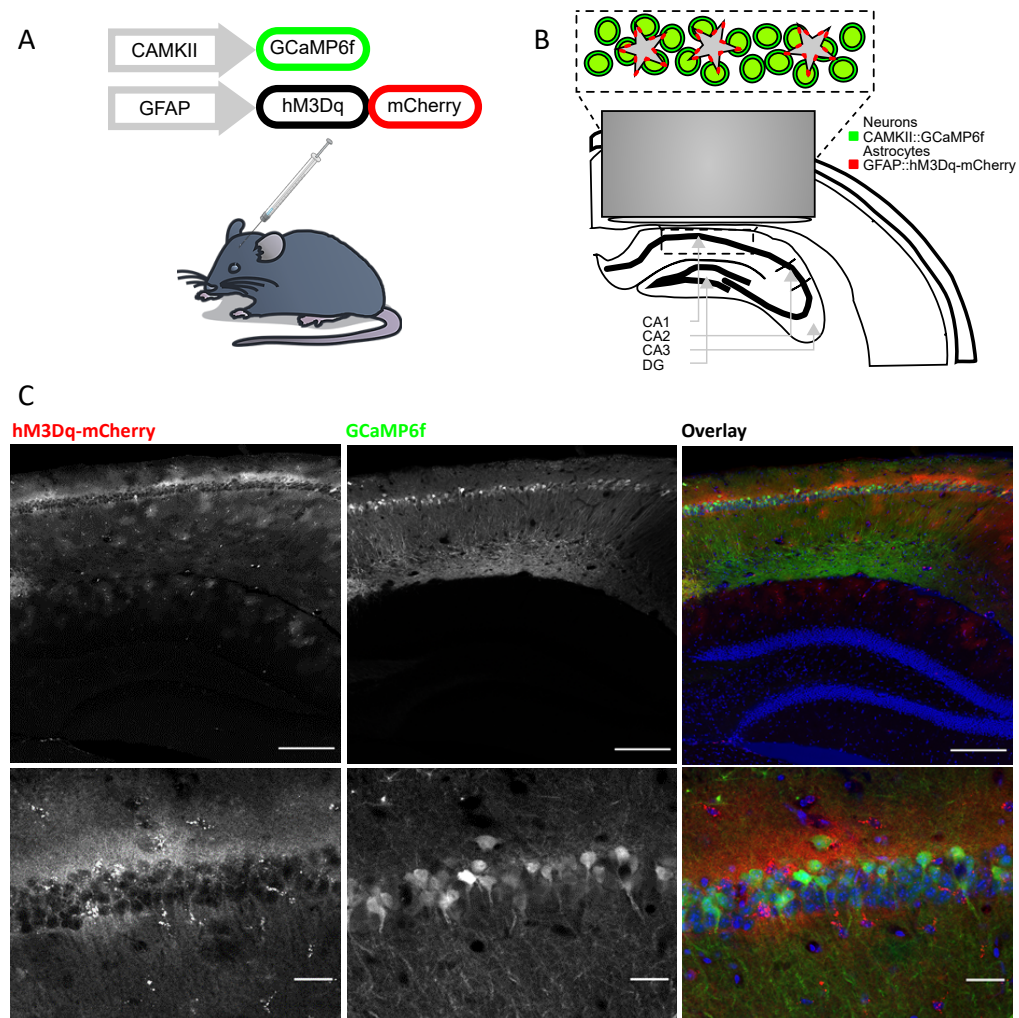 A
CAMKII
GCaMP6f
GFAP
hM3Dq
mCherry
B
Neurons
CAMKII::GCaMP6f
Astrocytes
GFAP::hM3Dq-mCherry
CA1
CA2
CA3
DG
C
hM3Dq-mCherry
GCaMP6f
Overlay